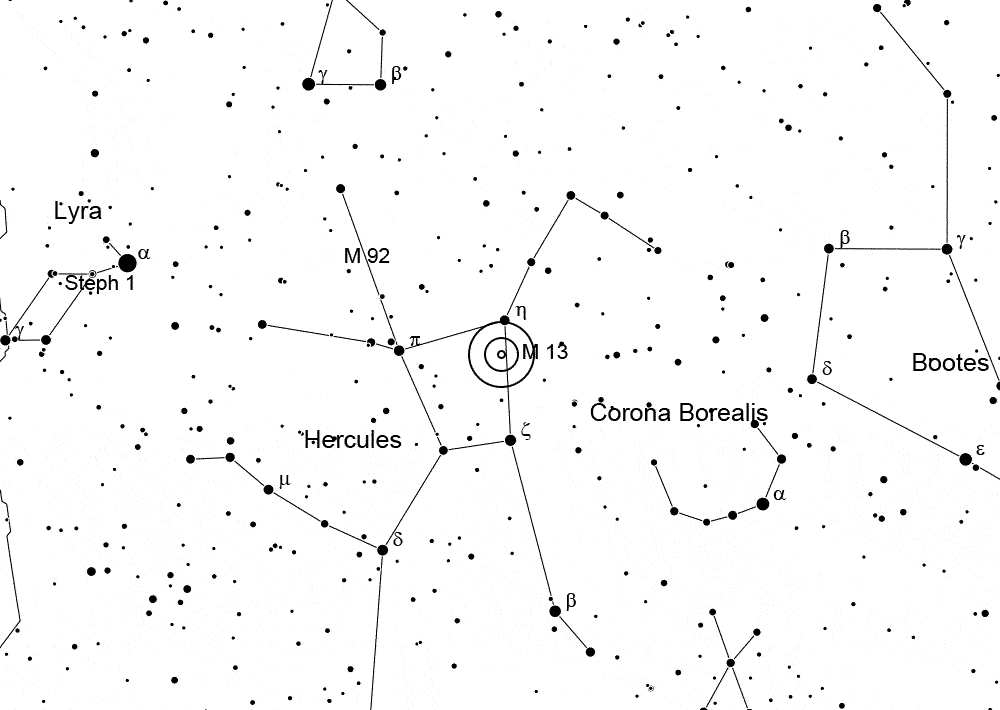 γ
β
Lyra
α
Steph 1
γ
M 92
π
η
M 13
β
γ
δ
Bootes
ε
Corona Borealis
α
Hercules
ζ
μ
δ
β